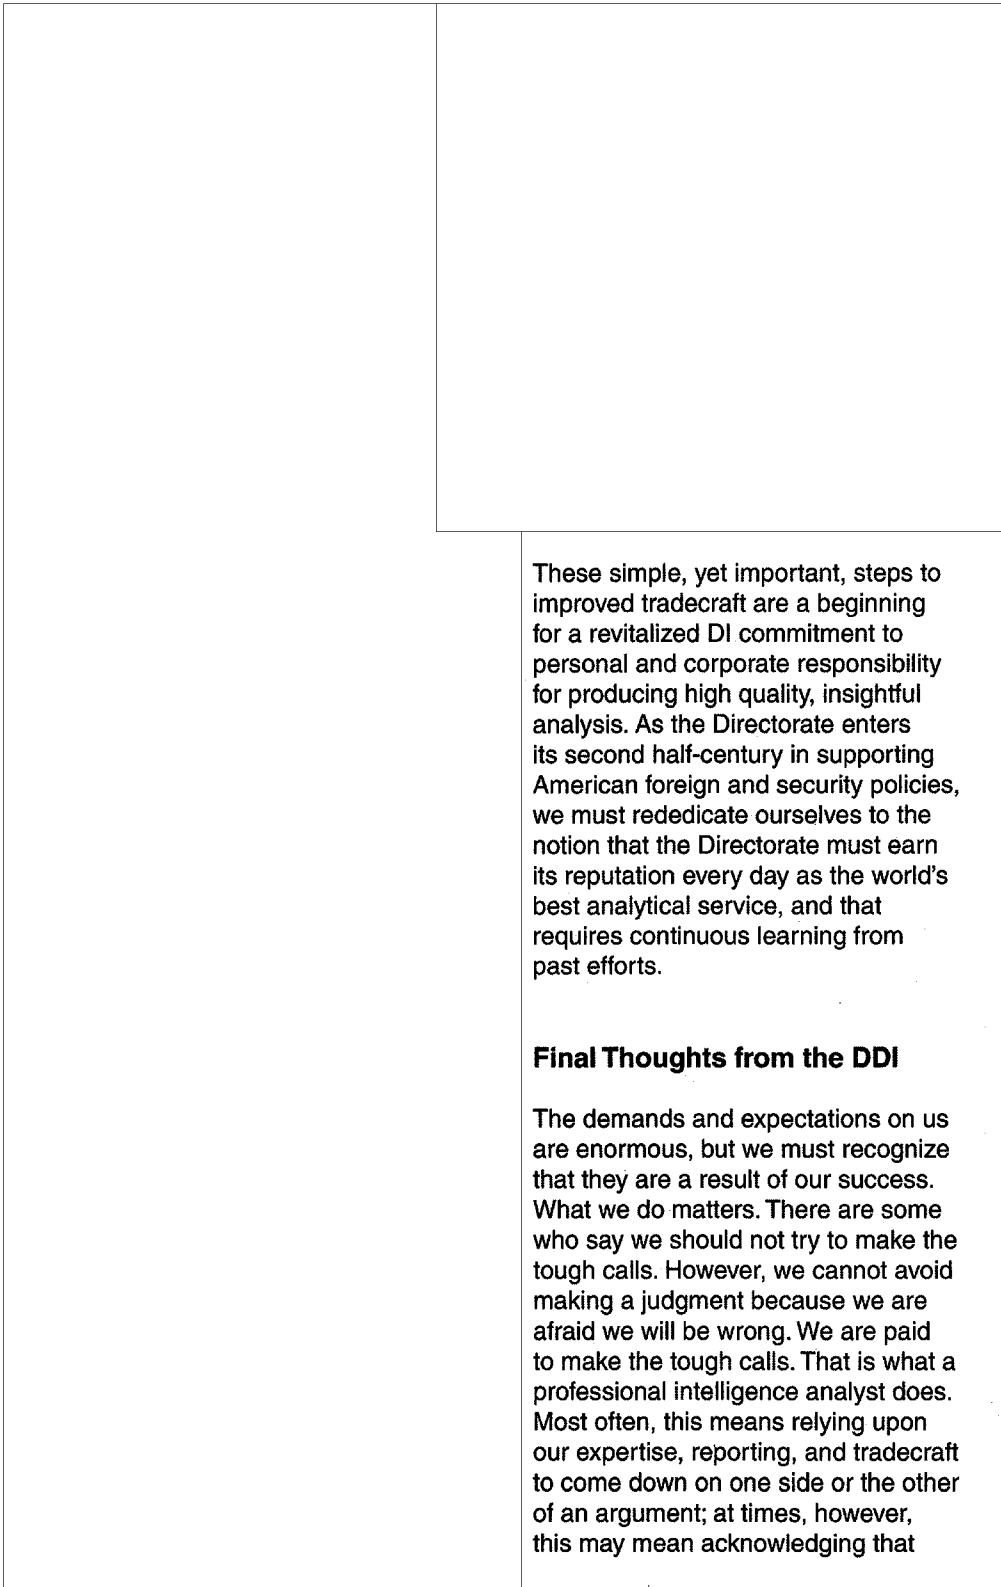 These simple, yet important, steps to
improved tradecraft are a beginning
for a revitalized DI commitment to
personal and corporate responsibility
for producing high quality, insightful
analysis. As the Directorate enters
its second half-century in supporting
American foreign and security policies,
we must rededicate ourselves to the
notion that the Directorate must earn
its reputation every day as the world's
best analytical service, and that
requires continuous learning from
past efforts.
Final Thoughts from the DDI
The demands and expectations on us
are enormous, but we must recognize
that they are a result of our success.
What we do matters. There are some
who say we should not try to make the
tough calls. However, we cannot avoid
making a judgment because we are
afraid we will be wrong. We are paid
to make the tough calls. That is what a
professional intelligence analyst does.
Most often, this means relying upon
our expertise, reporting, and tradecraft
to come down on one side or the other
of an argument; at times, however,
this may mean acknowledging that